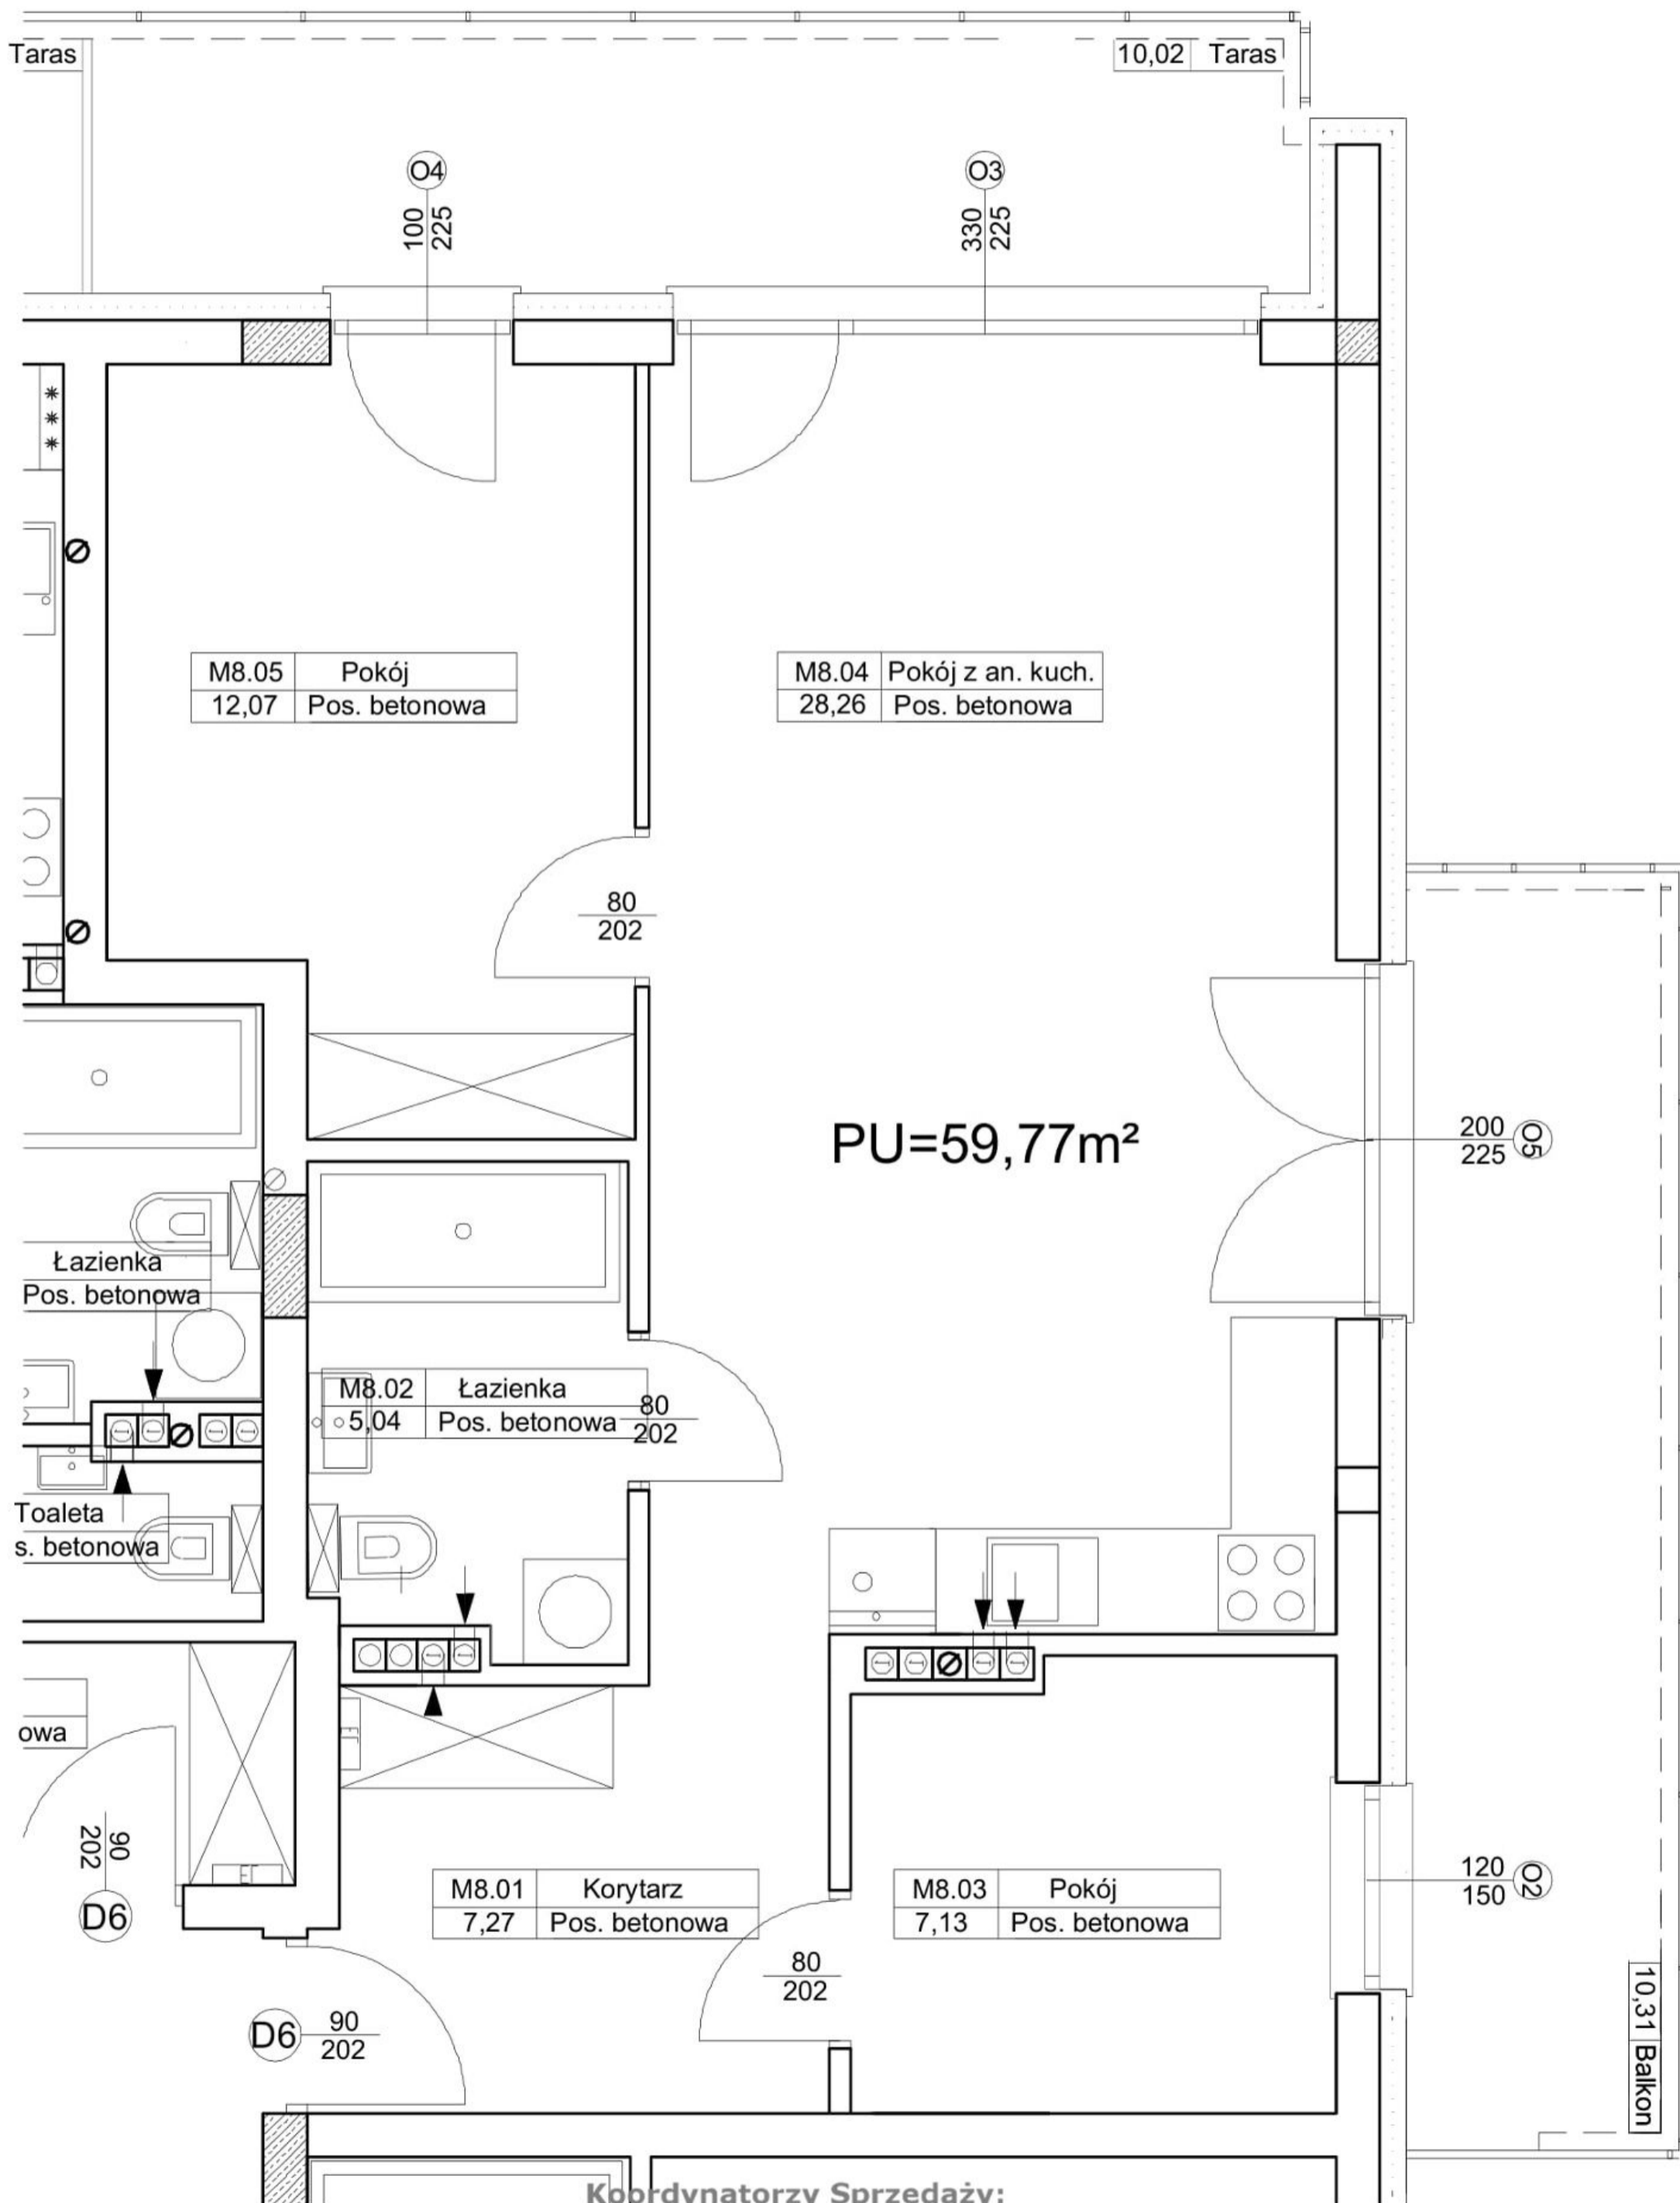 Taras
10,02 Taras
O4
100
225
O3
330
225
M8.05 Pokój
12,07 Pos. betonowa
M8.04 Pokój z an. kuch.
28,26 Pos. betonowa
80
202
PU=59,77m²
200
225
O5
Łazienka
Pos. betonowa
M8.02 Łazienka
5,04 Pos. betonowa
80
202
Toaleta
s. betonowa
owa
90
202
D6
M8.01 Korytarz
7,27 Pos. betonowa
M8.03 Pokój
7,13 Pos. betonowa
120
150
O2
80
202
D6
90
202
10,31 Balkon
Koordynatorzy Sprzedaży: